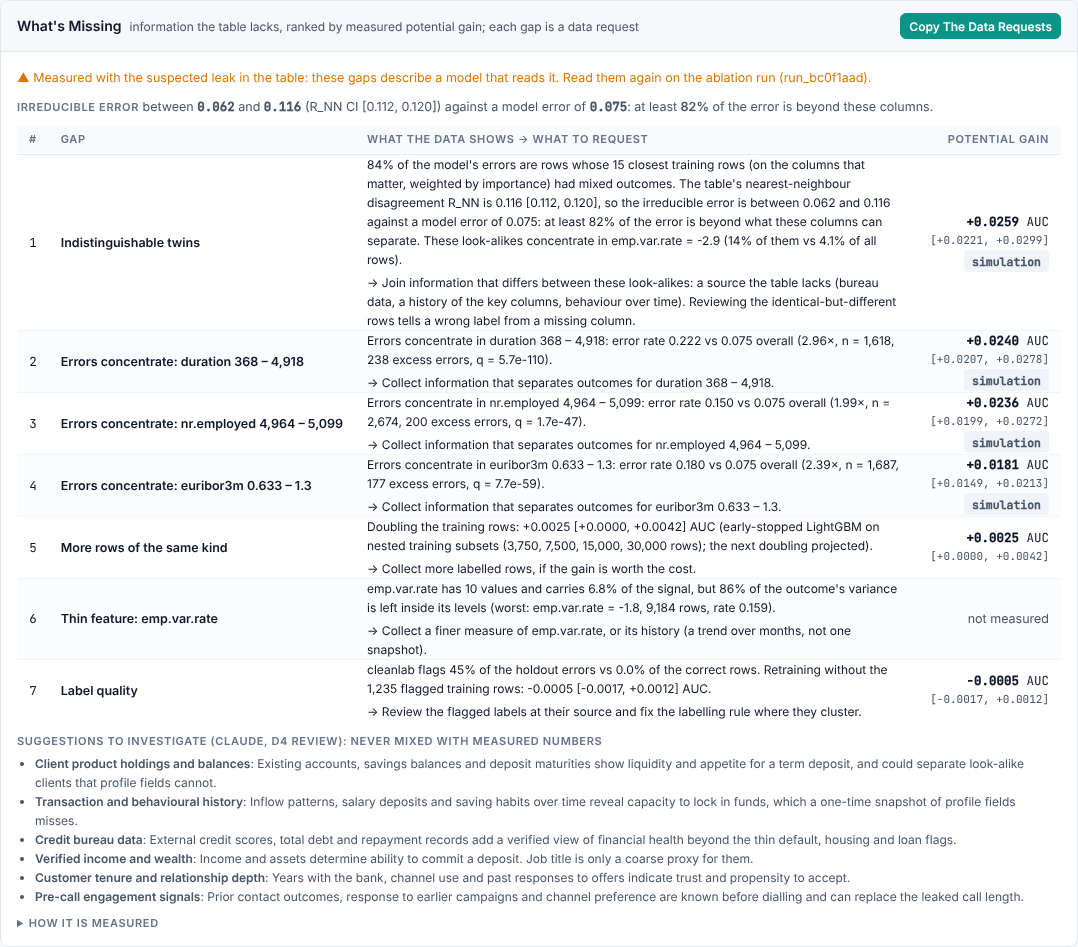 What's Missing information the table lacks, ranked by measured potential gain; each gap is a data request
Copy The Data Requests
▲ Measured with the suspected leak in the table: these gaps describe a model that reads it. Read them again on the ablation run (run_bc0f1aad).
IRREDUCIBLE ERROR between 0.062 and 0.116 (R_NN CI [0.112, 0.120]) against a model error of 0.075: at least 82% of the error is beyond these columns.
# GAP WHAT THE DATA SHOWS → WHAT TO REQUEST POTENTIAL GAIN
84% of the model's errors are rows whose 15 closest training rows (on the columns that
matter, weighted by importance) had mixed outcomes. The table's nearest-neighbour
disagreement R_NN is 0.116 [0.112, 0.120], so the irreducible error is between 0.062 and 0.116
against a model error of 0.075: at least 82% of the error is beyond what these columns can
separate. These look-alikes concentrate in emp.var.rate = -2.9 (14% of them vs 4.1% of all
rows).
→ Join information that differs between these look-alikes: a source the table lacks (bureau
data, a history of the key columns, behaviour over time). Reviewing the identical-but-different
rows tells a wrong label from a missing column.
1 Indistinguishable twins
+0.0259 AUC
[+0.0221, +0.0299]
simulation
2 Errors concentrate: duration 368 – 4,918
Errors concentrate in duration 368 – 4,918: error rate 0.222 vs 0.075 overall (2.96×, n = 1,618,
238 excess errors, q = 5.7e-110).
→ Collect information that separates outcomes for duration 368 – 4,918.
+0.0240 AUC
[+0.0207, +0.0278]
simulation
3 Errors concentrate: nr.employed 4,964 – 5,099
Errors concentrate in nr.employed 4,964 – 5,099: error rate 0.150 vs 0.075 overall (1.99×, n =
2,674, 200 excess errors, q = 1.7e-47).
→ Collect information that separates outcomes for nr.employed 4,964 – 5,099.
+0.0236 AUC
[+0.0199, +0.0272]
simulation
4 Errors concentrate: euribor3m 0.633 – 1.3
Errors concentrate in euribor3m 0.633 – 1.3: error rate 0.180 vs 0.075 overall (2.39×, n = 1,687,
177 excess errors, q = 7.7e-59).
→ Collect information that separates outcomes for euribor3m 0.633 – 1.3.
+0.0181 AUC
[+0.0149, +0.0213]
simulation
5 More rows of the same kind
Doubling the training rows: +0.0025 [+0.0000, +0.0042] AUC (early-stopped LightGBM on
nested training subsets (3,750, 7,500, 15,000, 30,000 rows); the next doubling projected).
→ Collect more labelled rows, if the gain is worth the cost.
+0.0025 AUC
[+0.0000, +0.0042]
6 Thin feature: emp.var.rate
emp.var.rate has 10 values and carries 6.8% of the signal, but 86% of the outcome's variance
is left inside its levels (worst: emp.var.rate = -1.8, 9,184 rows, rate 0.159).
→ Collect a finer measure of emp.var.rate, or its history (a trend over months, not one
snapshot).
not measured
7 Label quality
cleanlab flags 45% of the holdout errors vs 0.0% of the correct rows. Retraining without the
1,235 flagged training rows: -0.0005 [-0.0017, +0.0012] AUC.
→ Review the flagged labels at their source and fix the labelling rule where they cluster.
-0.0005 AUC
[-0.0017, +0.0012]
SUGGESTIONS TO INVESTIGATE (CLAUDE, D4 REVIEW): NEVER MIXED WITH MEASURED NUMBERS
• Client product holdings and balances: Existing accounts, savings balances and deposit maturities show liquidity and appetite for a term deposit, and could separate look-alike
clients that profile fields cannot.
• Transaction and behavioural history: Inflow patterns, salary deposits and saving habits over time reveal capacity to lock in funds, which a one-time snapshot of profile fields
misses.
• Credit bureau data: External credit scores, total debt and repayment records add a verified view of financial health beyond the thin default, housing and loan flags.
• Verified income and wealth: Income and assets determine ability to commit a deposit. Job title is only a coarse proxy for them.
• Customer tenure and relationship depth: Years with the bank, channel use and past responses to offers indicate trust and propensity to accept.
• Pre-call engagement signals: Prior contact outcomes, response to earlier campaigns and channel preference are known before dialling and can replace the leaked call length.
▶ HOW IT IS MEASURED